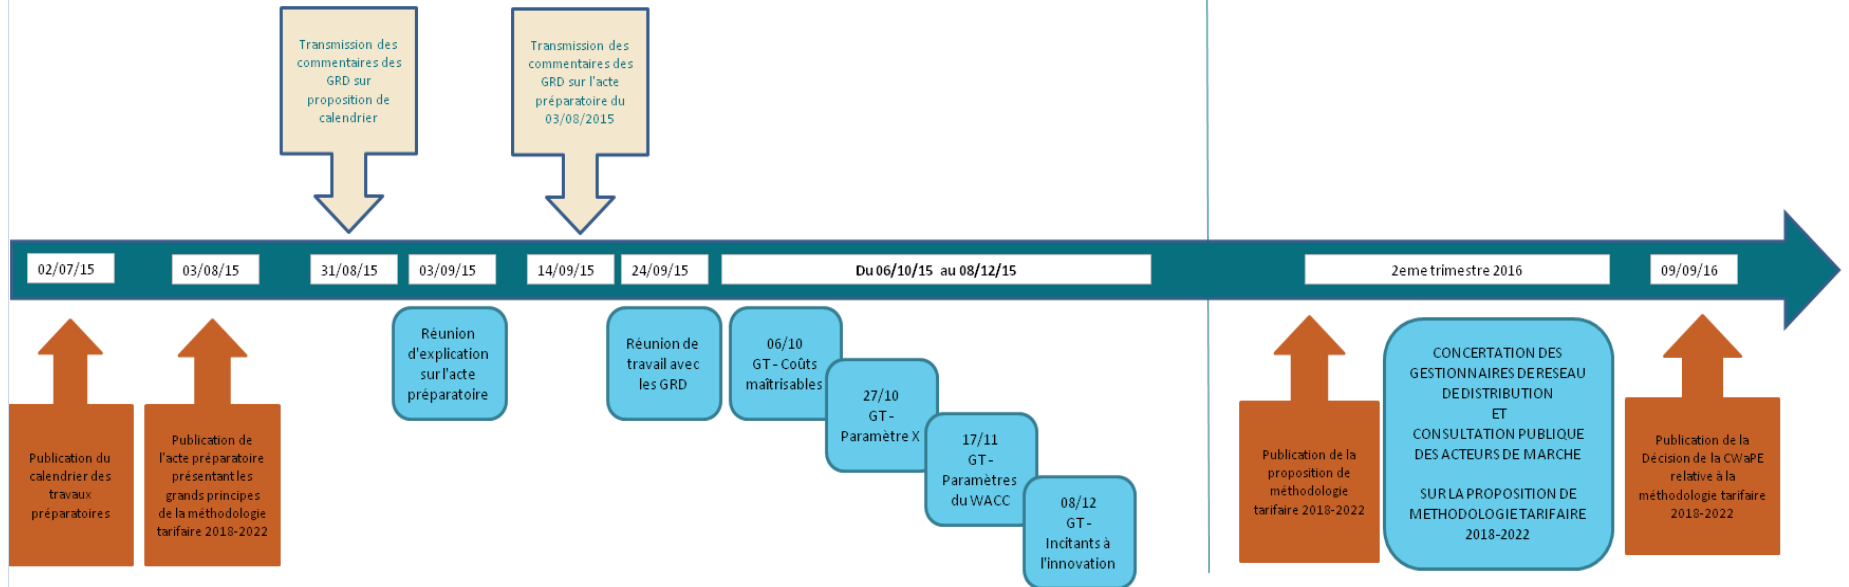 Transmission des
commentaires des
GRD sur
proposition de
calendrier
Transmission des
commentaires des
GRD sur l'acte
préparatoire du
03/08/2015
02/07/15
03/08/15
31/08/15
03/09/15
14/09/15
24/09/15
Du 06/10/15 au 08/12/15
2eme trimestre 2016
09/09/16
Publication du
calendrier des
travaux
préparatoires
Publication de
l'acte préparatoire
présentant les
grands principes
de la méthodologie
tarifaire 2018-2022
Réunion
d'explication
sur l'acte
préparatoire
Réunion de
travail avec
les GRD
06/10
GT - Coûts
maîtrisables
27/10
GT -
Paramètre X
17/11
GT -
Paramètres
du WACC
08/12
GT -
Incitants à
l'innovation
Publication de la
proposition de
méthodologie
tarifaire 2018-2022
CONCERTATION DES
GESTIONNAIRES DE RESEAU
DE DISTRIBUTION
ET
CONSULTATION PUBLIQUE
DES ACTEURS DE MARCHE
SUR LA PROPOSITION DE
METHODOLOGIE TARIFAIRE
2018-2022
Publication de la
Décision de la CWaPE
relative à la
méthodologie tarifaire
2018-2022